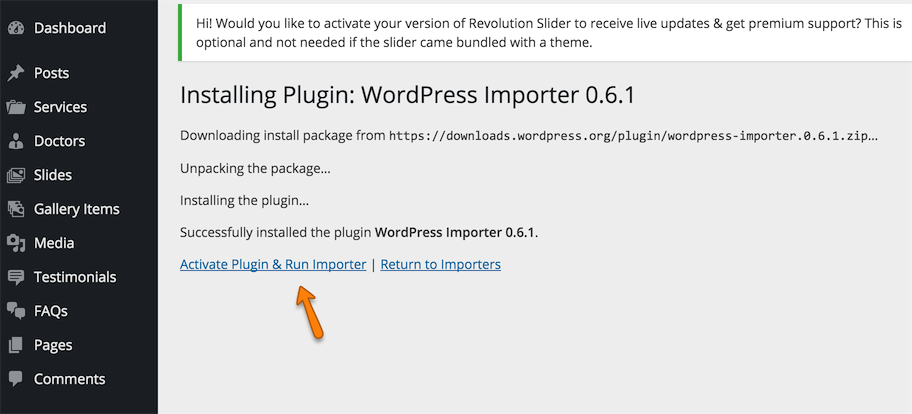 Dashboard
Posts
Services
Doctors
Slides
Gallery Items
Media
Testimonials
FAQs
Pages
Comments
Hi! Would you like to activate your version of Revolution Slider to receive live updates & get premium support? This is
optional and not needed if the slider came bundled with a theme.
Installing Plugin: WordPress Importer 0.6.1
Downloading install package from https://downloads.wordpress.org/plugin/wordpress-importer.0.6.1.zip…
Unpacking the package…
Installing the plugin…
Successfully installed the plugin WordPress Importer 0.6.1.
Activate Plugin & Run Importer | Return to Importers